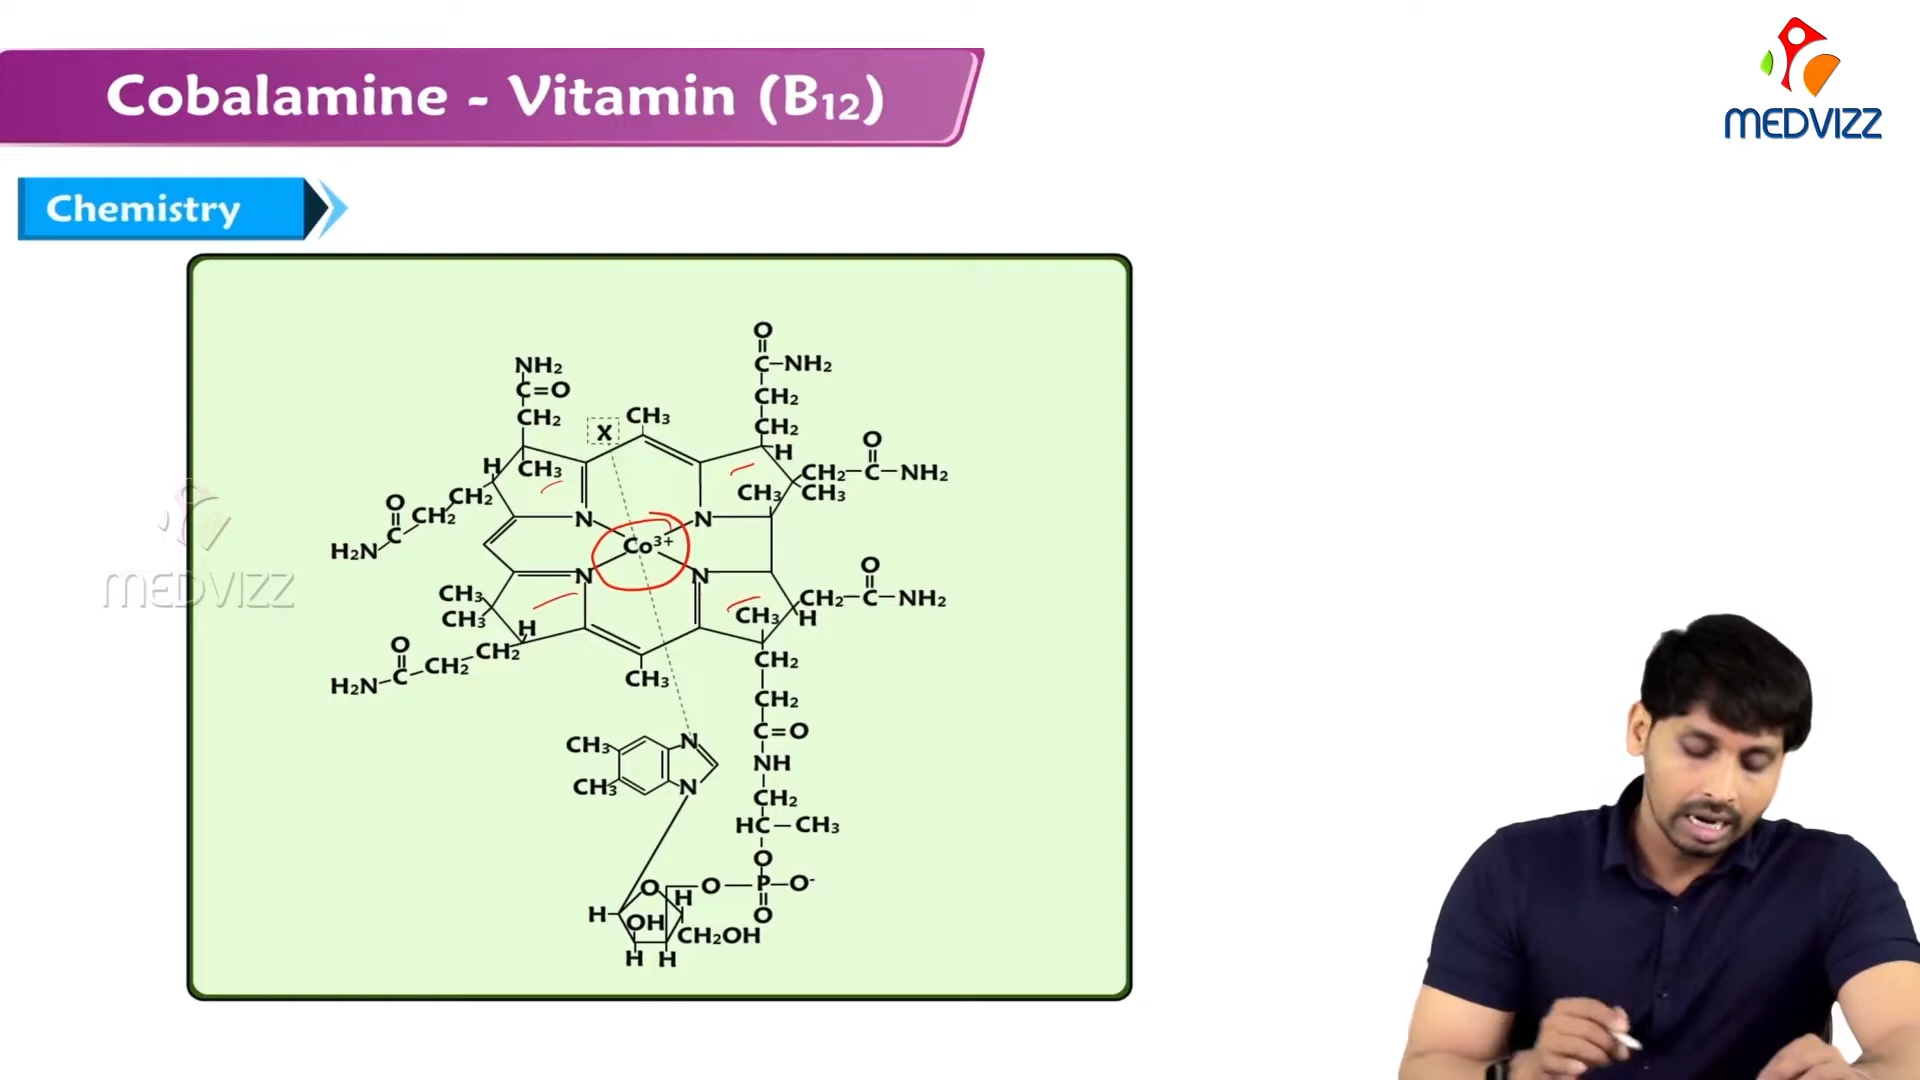 MEDVIZZ
Cobalamine - Vitamin (B₁₂)
Chemistry
O
C-NH₂
CH₂
CH₂
NH₂
C=O
CH₂
X
CH₃
H
CH₃
H
CH₂-C-NH₂
O
CH₃
CH₃
CH₂
CH₂
O
C
H₂N
N
N
Co³⁺
N
N
MEDVIZZ
CH₃
CH₃
H
CH₂
CH₂
O
C
H₂N
CH₃
O
CH₂-C-NH₂
CH₃
H
CH₂
CH₂
C=O
NH
CH₂
HC-CH₃
O
O-P-O⁻
O
CH₃
CH₃
N
N
O
H
H
OH
CH₂OH
H H